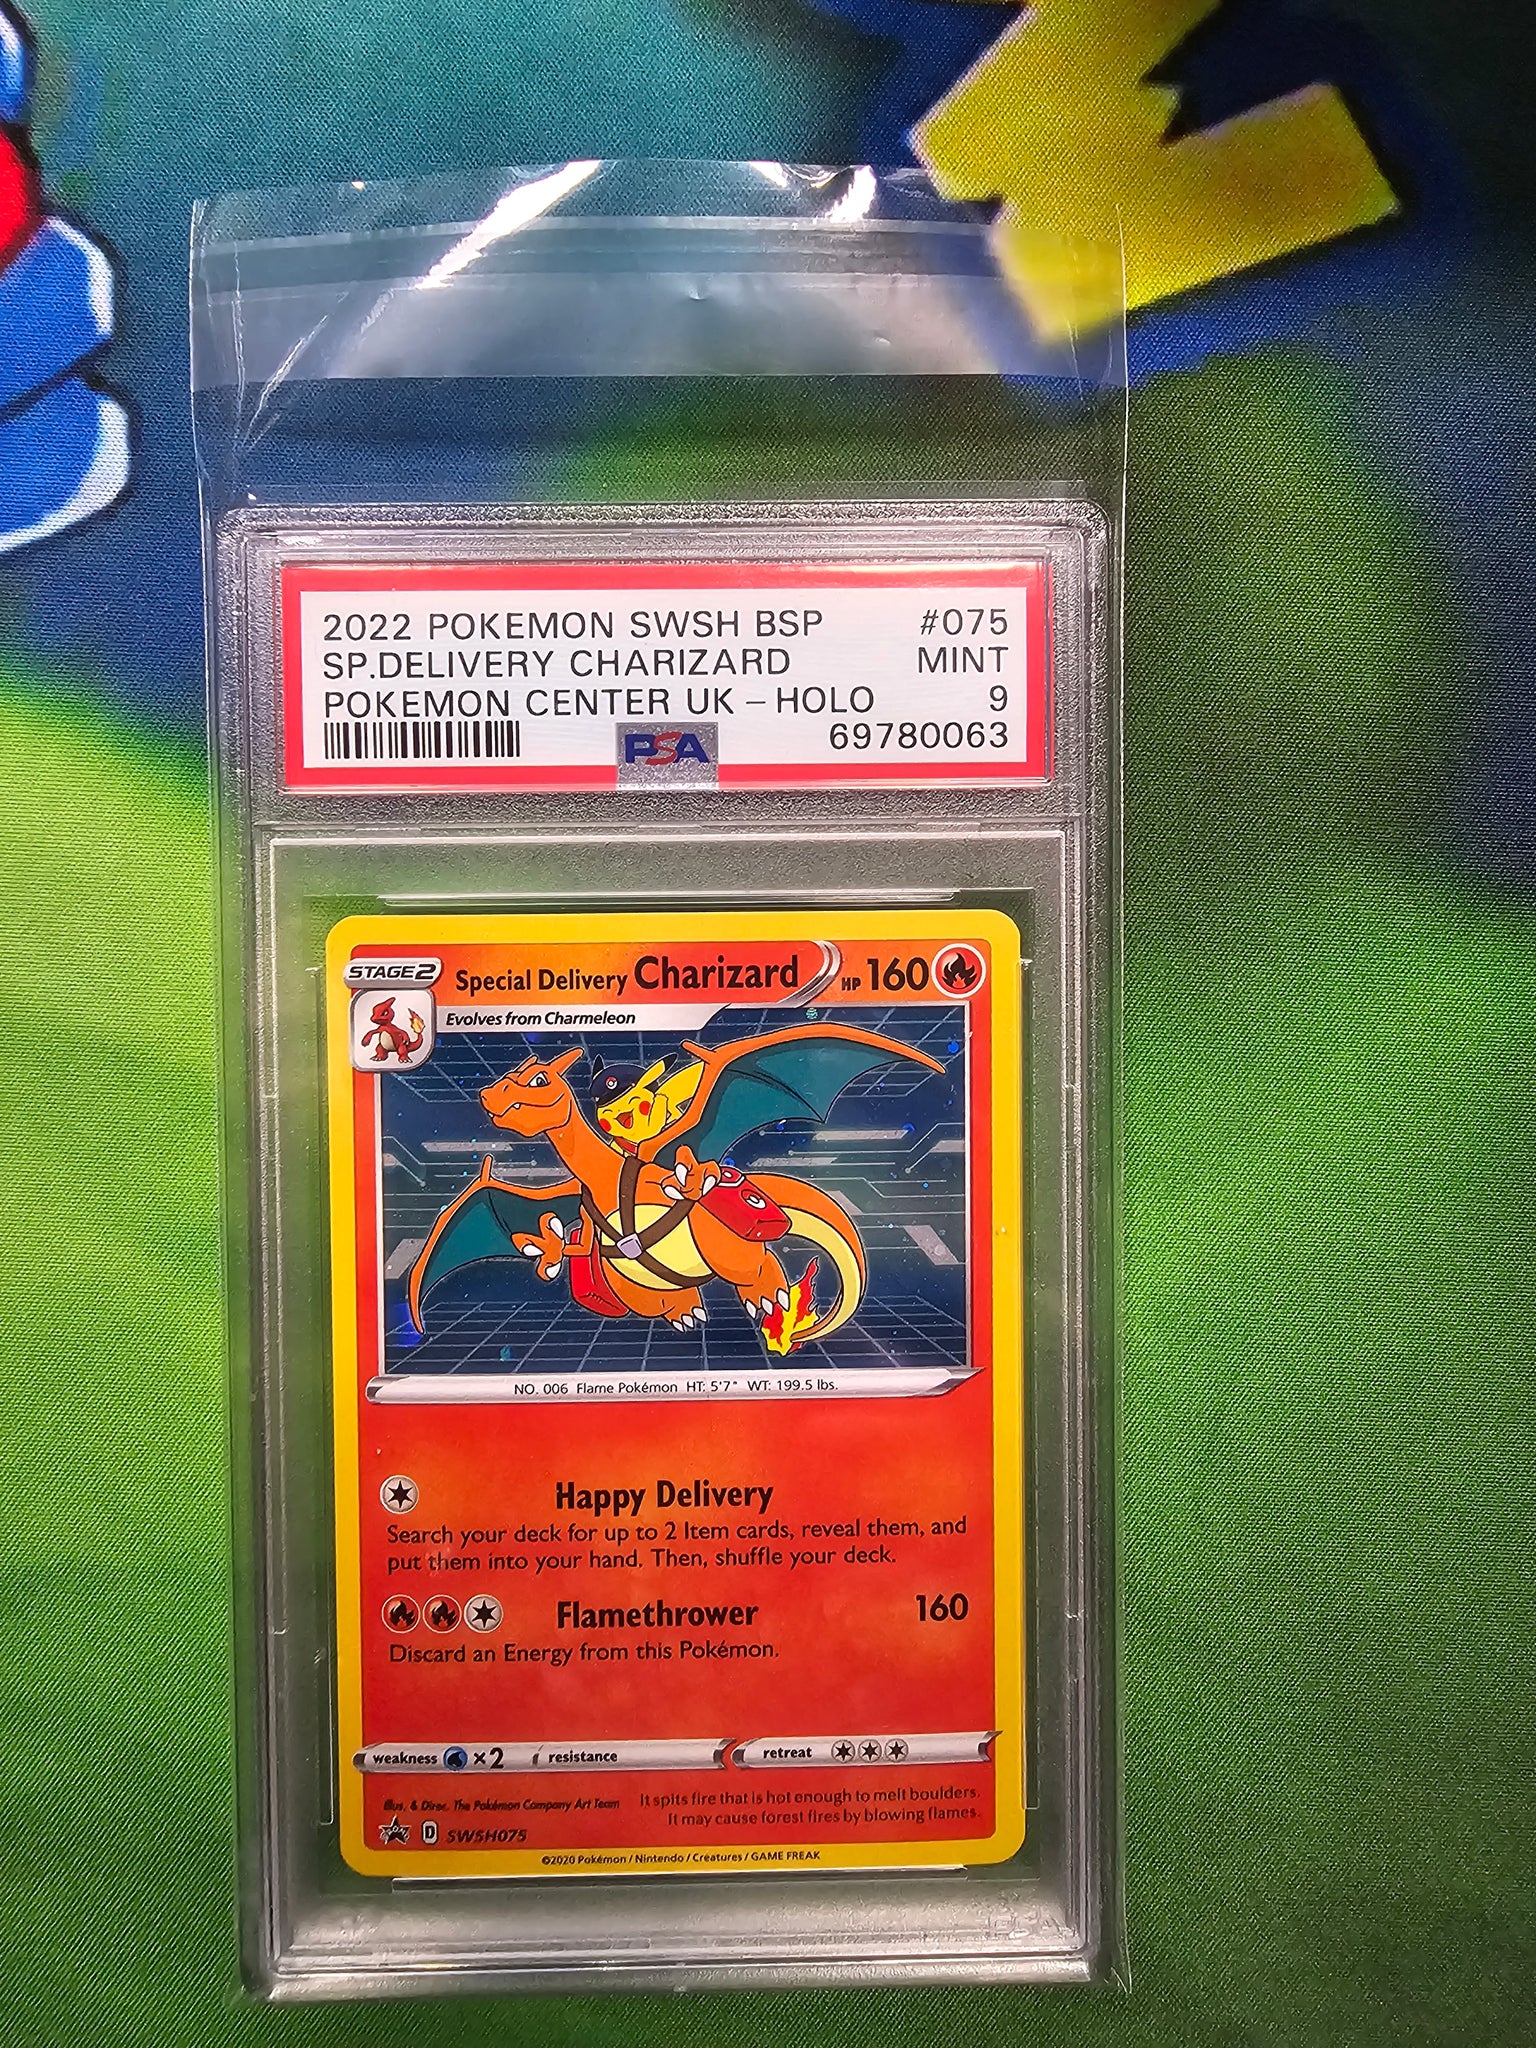 2022 POKEMON SWSH BSP #075
SP.DELIVERY CHARIZARD MINT
POKEMON CENTER UK - HOLO 9
PSA 69780063
STAGE2 Special Delivery Charizard HP 160
Evolves from Charmeleon
NO. 006 Flame Pokémon HT: 5'7" WT: 199.5 lbs.
Happy Delivery
Search your deck for up to 2 Item cards, reveal them, and
put them into your hand. Then, shuffle your deck.
Flamethrower 160
Discard an Energy from this Pokémon.
weakness ×2 resistance retreat
Illus. & Direc. The Pokémon Company Art Team
It spits fire that is hot enough to melt boulders.
It may cause forest fires by blowing flames.
PROMO D SWSH075
©2020 Pokémon / Nintendo / Creatures / GAME FREAK